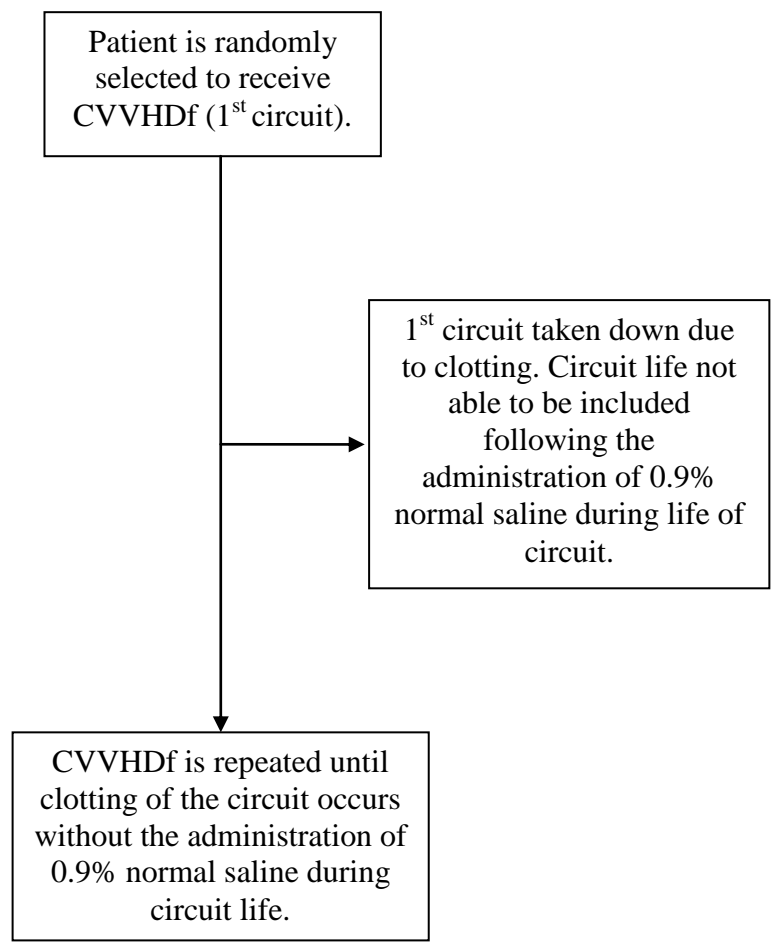 Patient is randomly
selected to receive
CVVHDf (1st circuit).
1st circuit taken down due
to clotting. Circuit life not
able to be included
following the
administration of 0.9%
normal saline during life of
circuit.
CVVHDf is repeated until
clotting of the circuit occurs
without the administration of
0.9% normal saline during
circuit life.